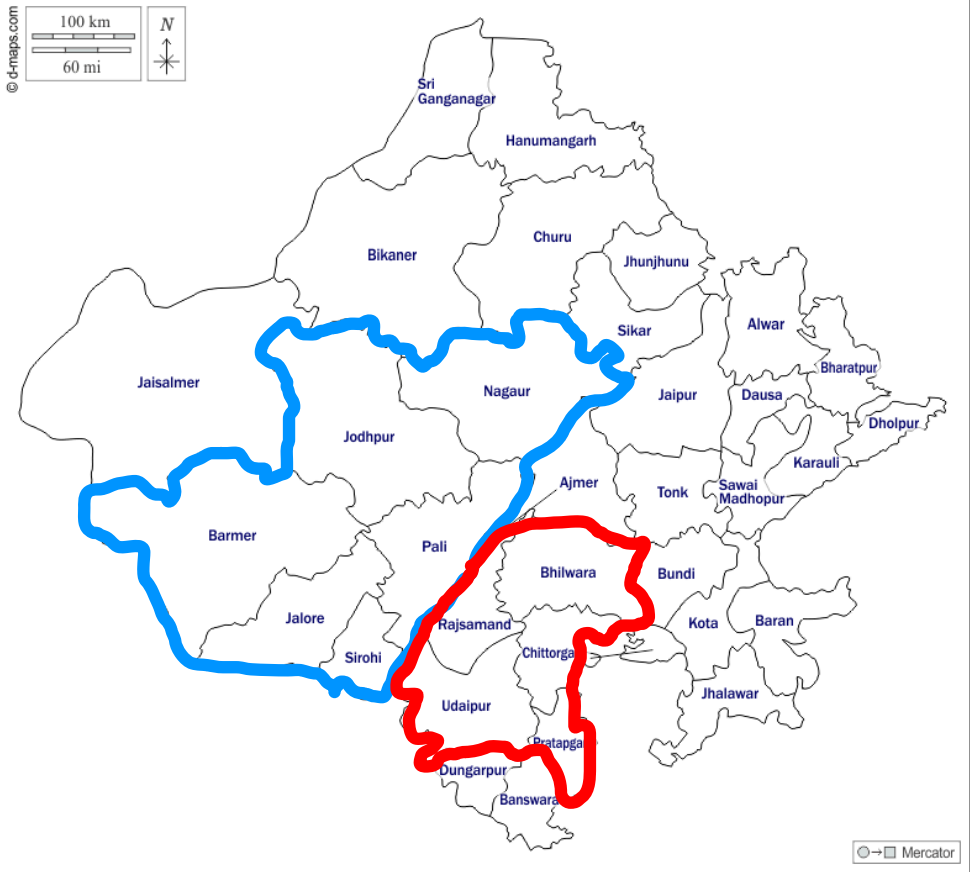 © d-maps.com
100 km
60 mi
N
Sri
Ganganagar
Hanumangarh
Churu
Bikaner
Jhunjhunu
Sikar
Alwar
Bharatpur
Jaisalmer
Nagaur
Jaipur
Dausa
Dholpur
Jodhpur
Karauli
Ajmer
Tonk
Sawai
Madhopur
Barmer
Pali
Bhilwara
Bundi
Jalore
Rajsamand
Kota
Baran
Sirohi
Chittorga
Jhalawar
Udaipur
Pratapga
Dungarpur
Banswara
Mercator